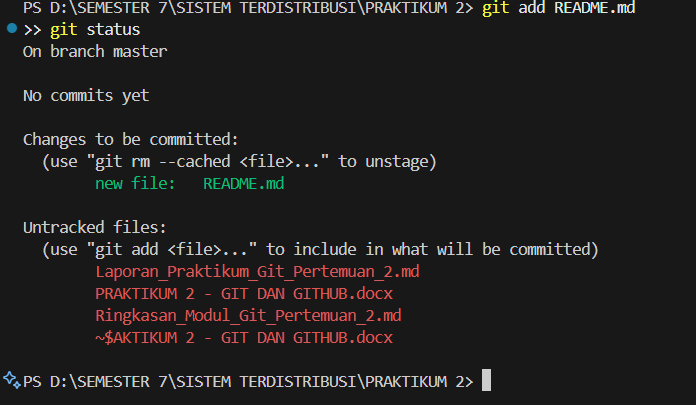 PS D:\SEMESTER 7\SISTEM TERDISTRIBUSI\PRAKTIKUM 2> git add README.md
>> git status
On branch master
No commits yet
Changes to be committed:
(use "git rm --cached <file>..." to unstage)
new file:   README.md
Untracked files:
(use "git add <file>..." to include in what will be committed)
Laporan_Praktikum_Git_Pertemuan_2.md
PRAKTIKUM 2 - GIT DAN GITHUB.docx
Ringkasan_Modul_Git_Pertemuan_2.md
~$AKTIKUM 2 - GIT DAN GITHUB.docx
PS D:\SEMESTER 7\SISTEM TERDISTRIBUSI\PRAKTIKUM 2>